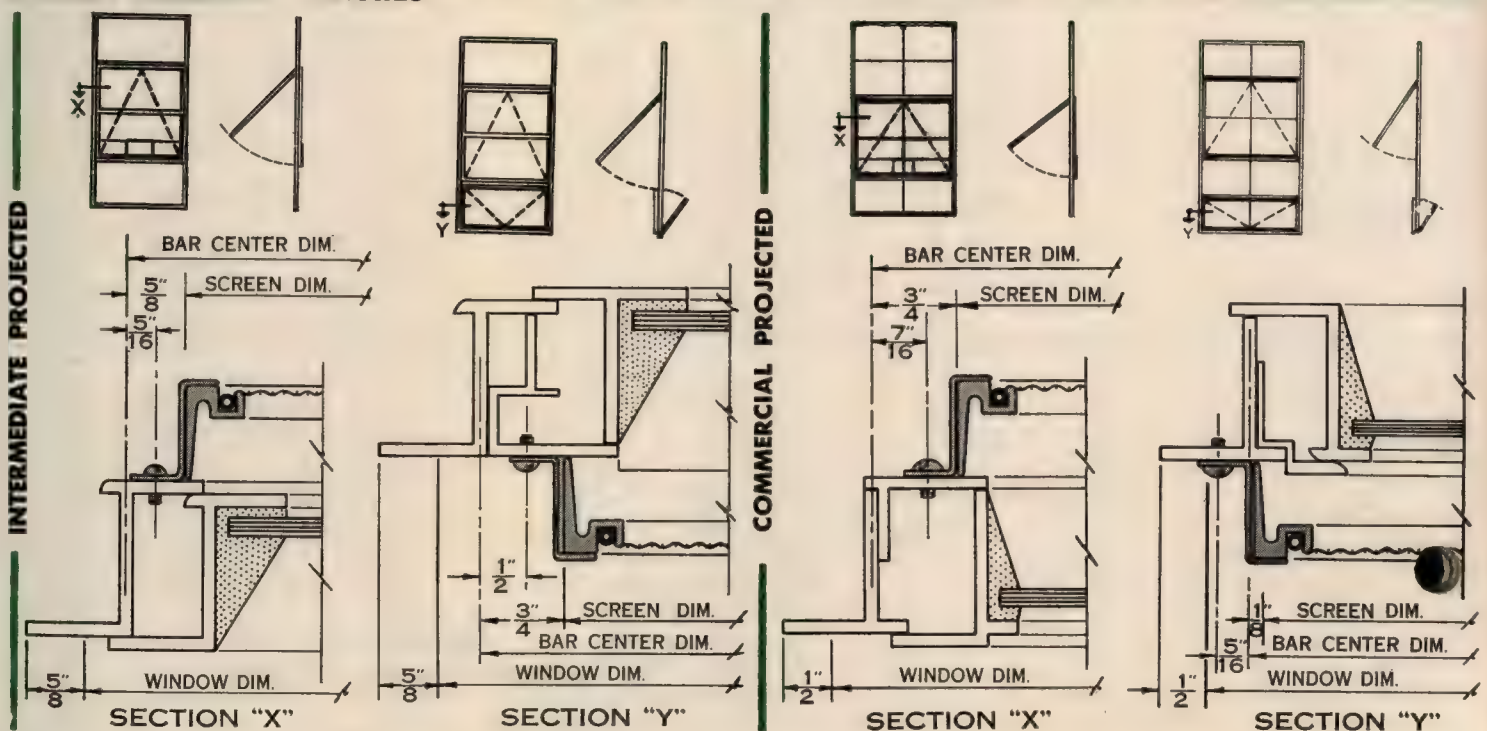 INTERMEDIATE PROJECTED
X
Y
BAR CENTER DIM.
5"/8
SCREEN DIM.
5"/16
1"/2
3"/4
SCREEN DIM.
BAR CENTER DIM.
5"/8
WINDOW DIM.
5"/8
WINDOW DIM.
SECTION "X"
SECTION "Y"
COMMERCIAL PROJECTED
X
Y
BAR CENTER DIM.
3"/4
SCREEN DIM.
7"/16
1"/8
SCREEN DIM.
5"/16
BAR CENTER DIM.
1"/2
WINDOW DIM.
1"/2
WINDOW DIM.
SECTION "X"
SECTION "Y"